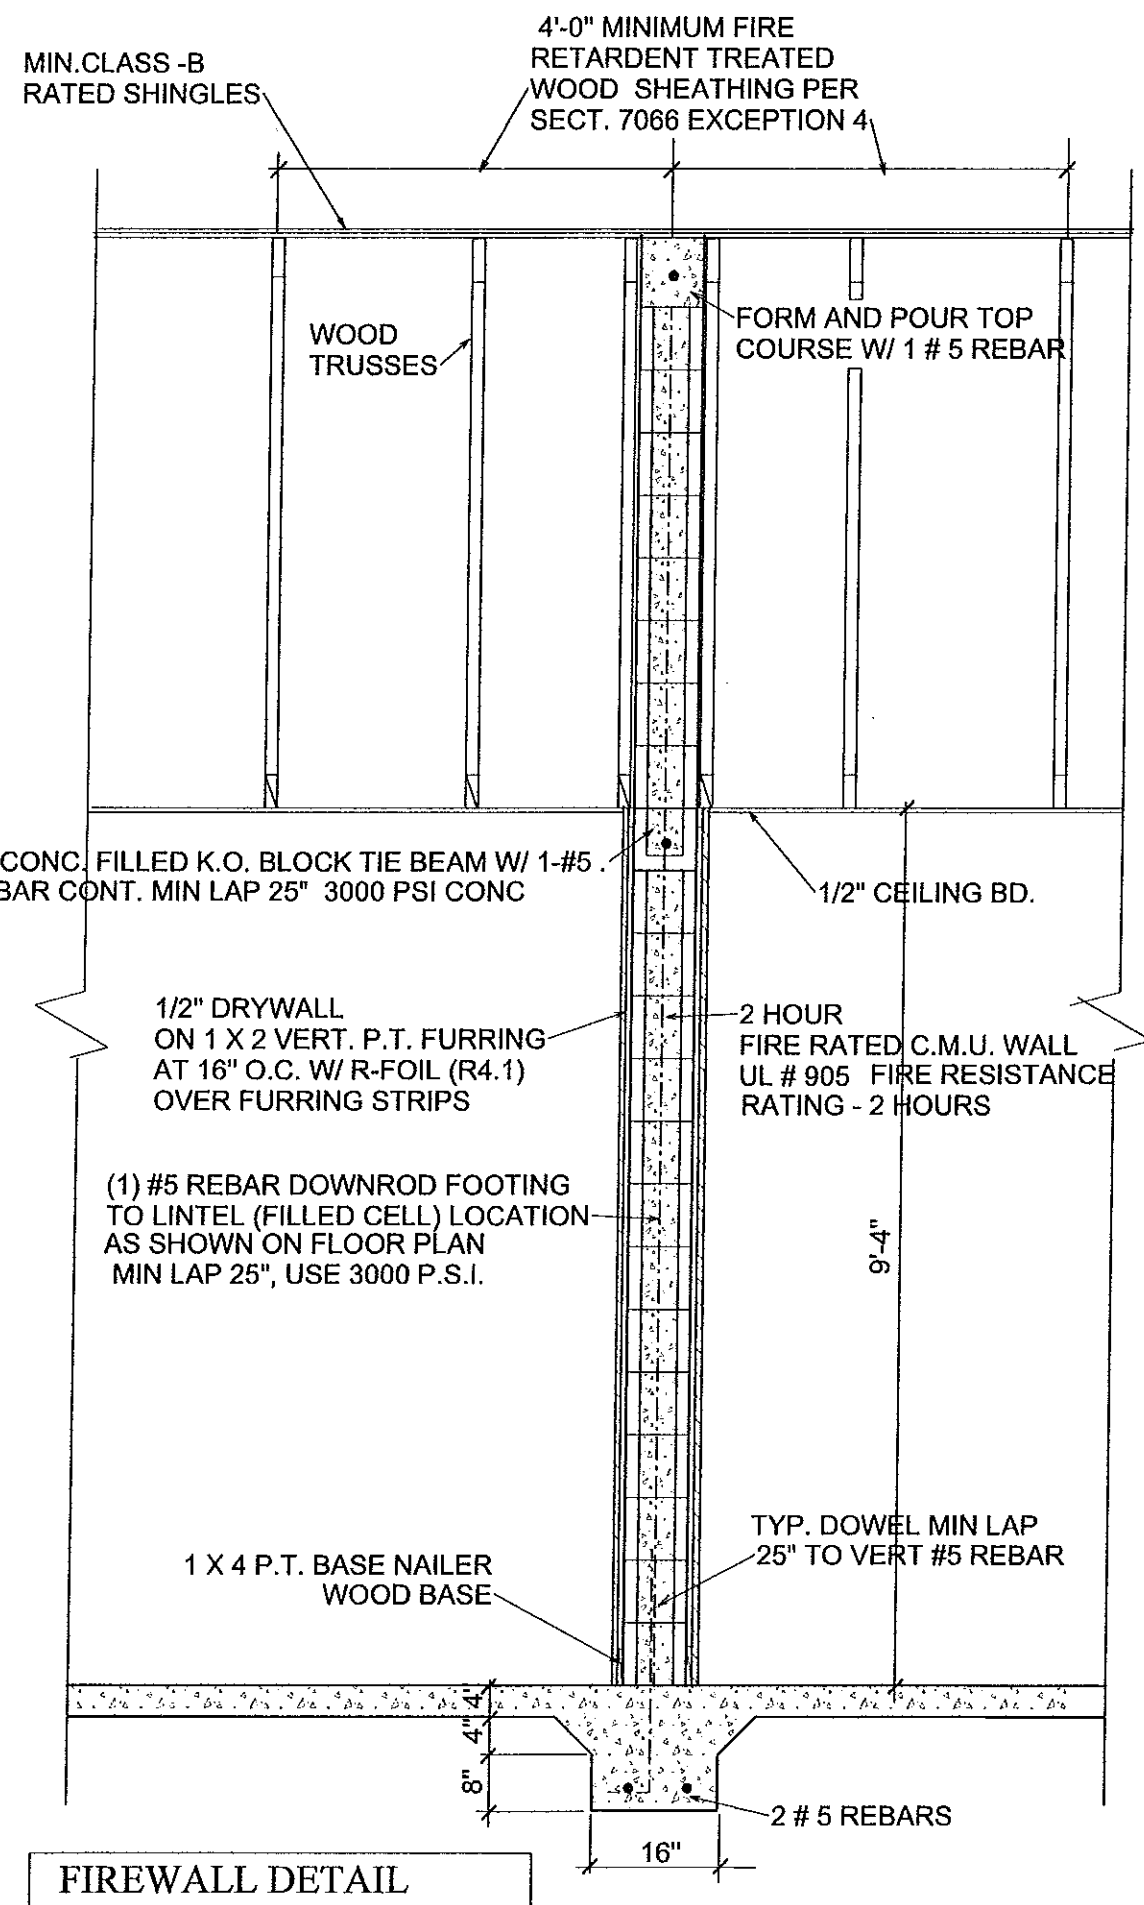 4'-0" MINIMUM FIRE
RETARDENT TREATED
WOOD SHEATHING PER
SECT. 7066 EXCEPTION 4
MIN.CLASS -B
RATED SHINGLES
WOOD
TRUSSES
FORM AND POUR TOP
COURSE W/ 1 # 5 REBAR
CONC. FILLED K.O. BLOCK TIE BEAM W/ 1-#5
BAR CONT. MIN LAP 25" 3000 PSI CONC
1/2" CEILING BD.
1/2" DRYWALL
ON 1 X 2 VERT. P.T. FURRING
AT 16" O.C. W/ R-FOIL (R4.1)
OVER FURRING STRIPS
2 HOUR
FIRE RATED C.M.U. WALL
UL # 905 FIRE RESISTANCE
RATING - 2 HOURS
(1) #5 REBAR DOWNROD FOOTING
TO LINTEL (FILLED CELL) LOCATION
AS SHOWN ON FLOOR PLAN
MIN LAP 25", USE 3000 P.S.I.
9'-4"
TYP. DOWEL MIN LAP
25" TO VERT #5 REBAR
1 X 4 P.T. BASE NAILER
WOOD BASE
4"
4"
8"
2 # 5 REBARS
16"
FIREWALL DETAIL